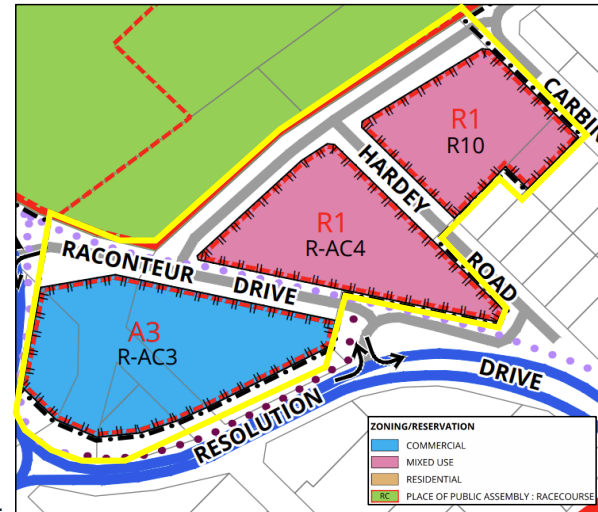 CARBIN
R1
R10
HARDEY
R1
R-AC4
ROAD
RACONTEUR
DRIVE
A3
R-AC3
DRIVE
RESOLUTION
ZONING/RESERVATION
COMMERCIAL
MIXED USE
RESIDENTIAL
RC PLACE OF PUBLIC ASSEMBLY : RACECOURSE